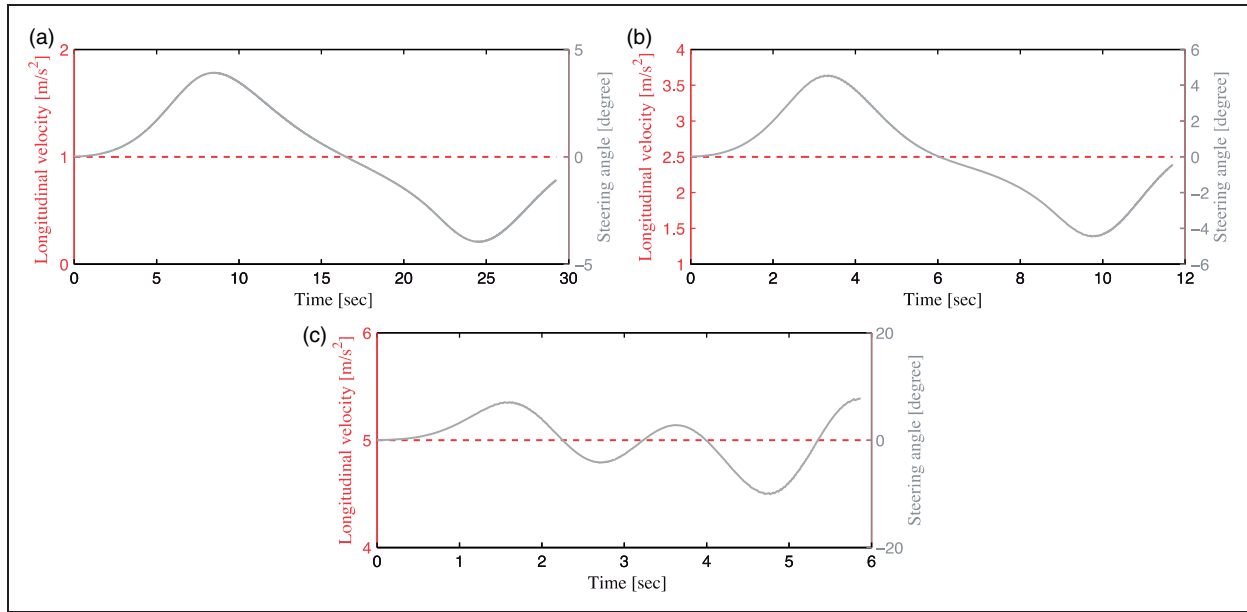 (a)
Longitudinal velocity [m/s²]
2
1
0
5
0
−5
Steering angle [degree]
0 5 10 15 20 25 30
Time [sec]
(b)
Longitudinal velocity [m/s²]
4
3.5
3
2.5
2
1.5
1
6
4
2
0
−2
−4
−6
Steering angle [degree]
0 2 4 6 8 10 12
Time [sec]
(c)
Longitudinal velocity [m/s²]
6
5
4
20
0
−20
Steering angle [degree]
0 1 2 3 4 5 6
Time [sec]